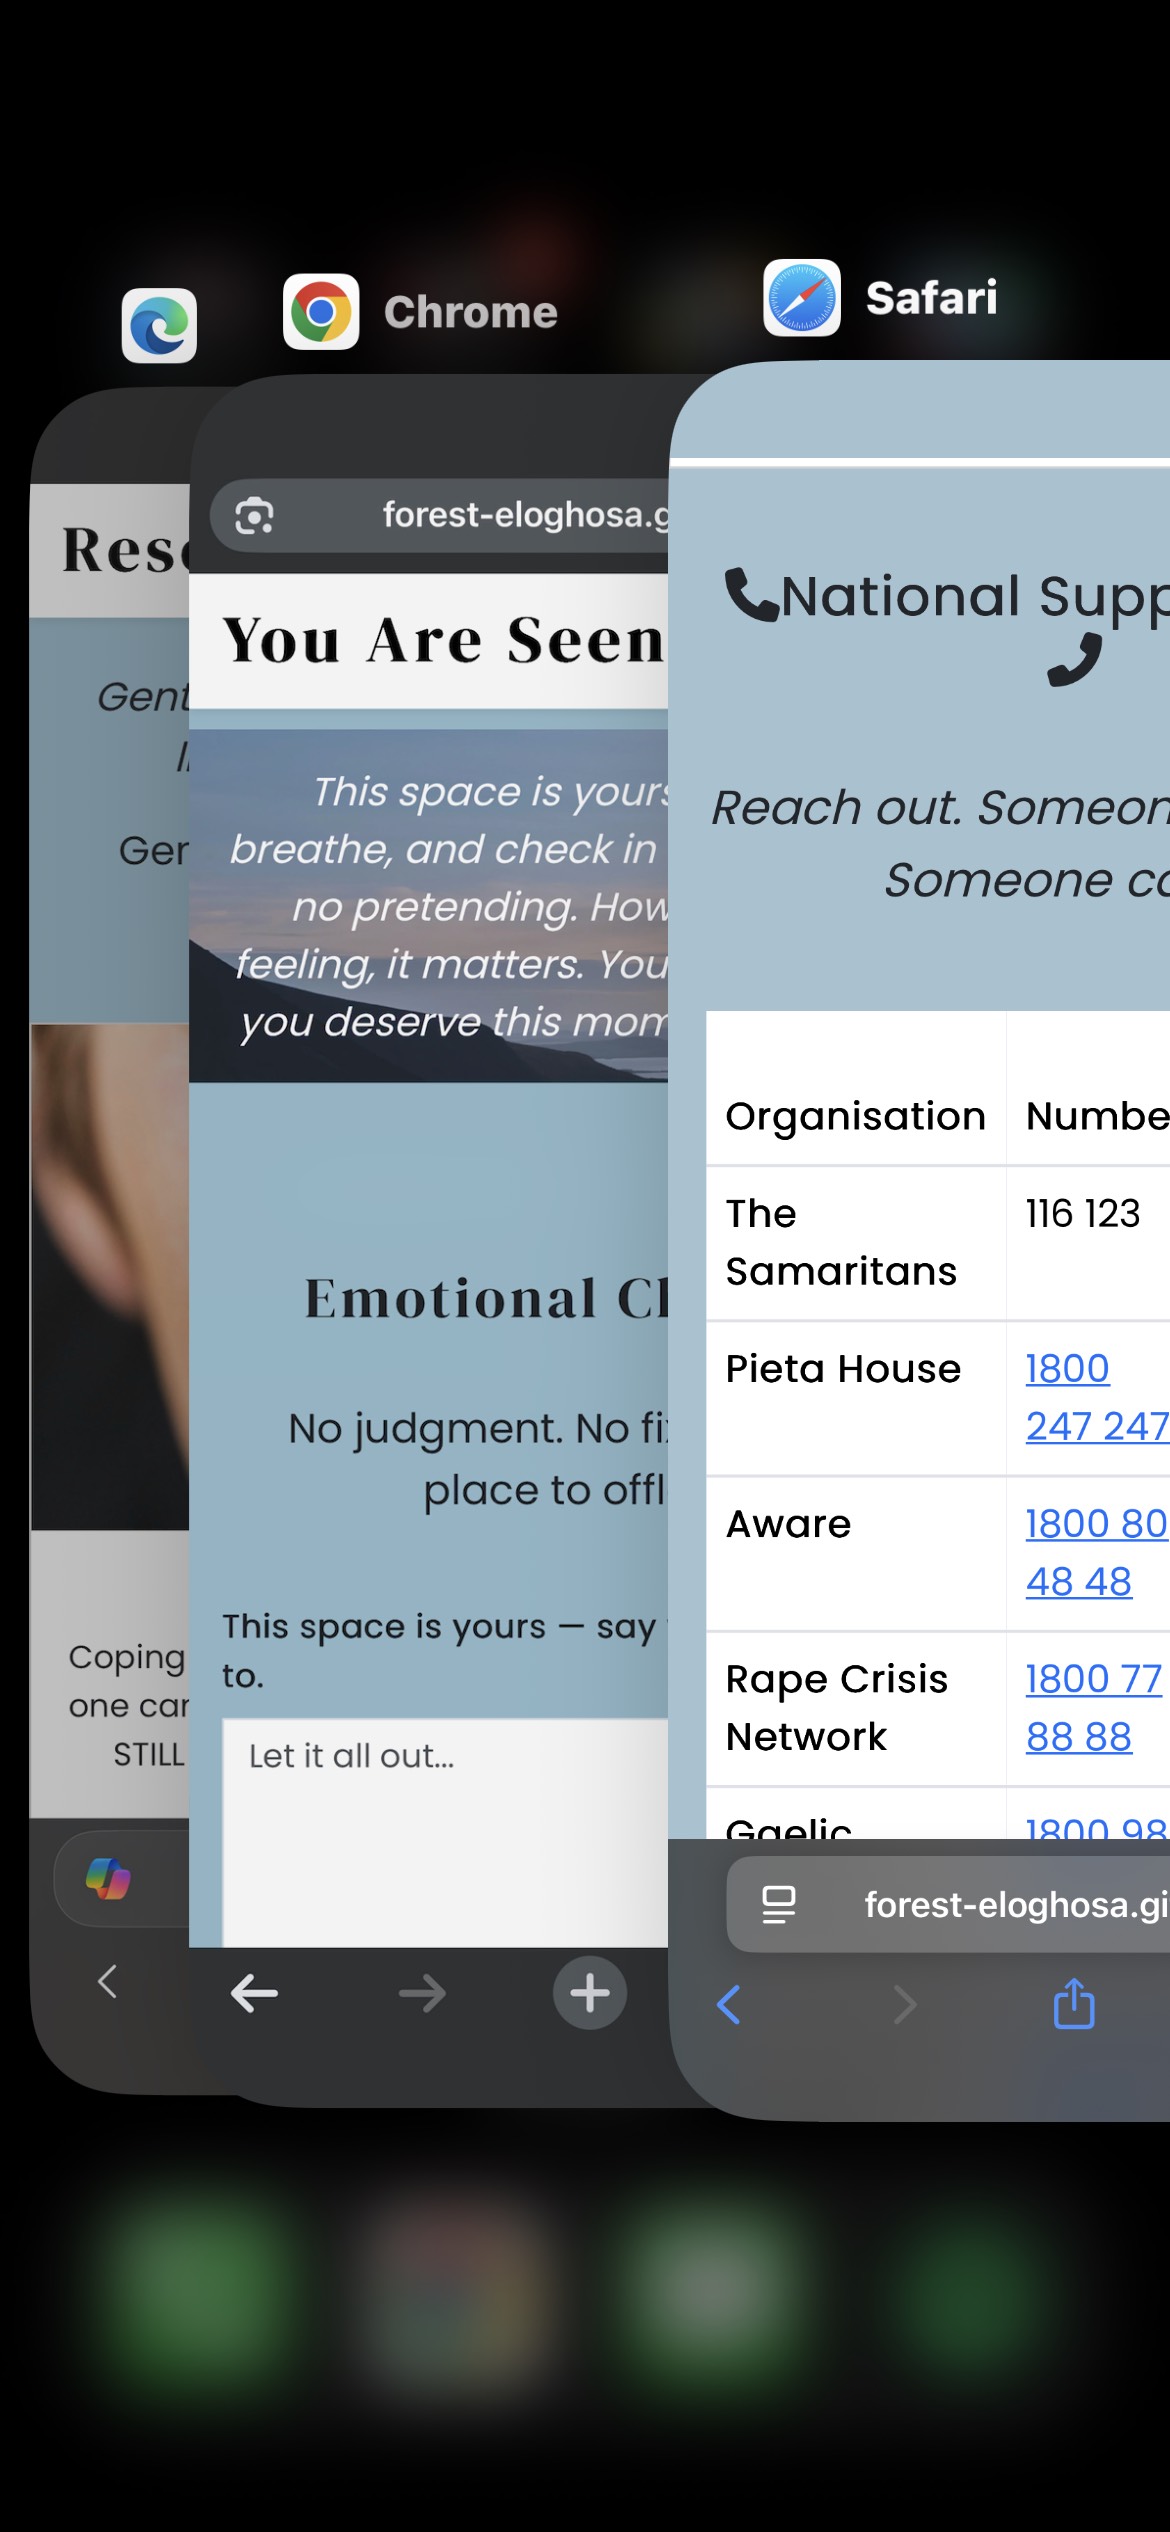 Chrome
Safari
Gent
Ger
Coping
one car
STILL
forest-eloghosa.g
You Are Seen
This space is yours
breathe, and check in
no pretending. How
feeling, it matters. You
you deserve this mom
Emotional Ch
No judgment. No fix
place to offl
This space is yours — say
to.
Let it all out...
National Supp
Reach out. Someon
Someone co
Organisation Numbe
The 116 123
Samaritans
Pieta House 1800
247 247
Aware 1800 80
48 48
Rape Crisis 1800 77
Network 88 88
Gaelic 1800 98
forest-eloghosa.gi